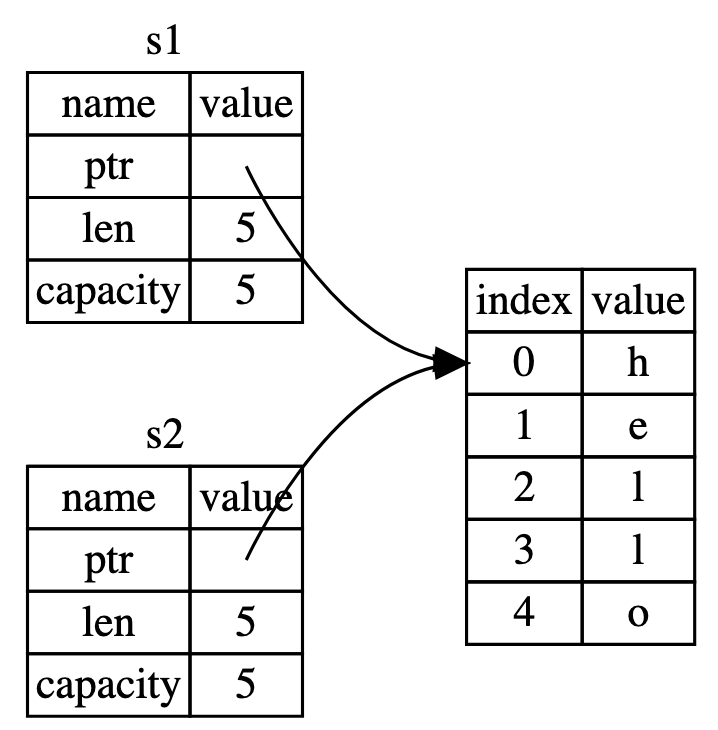 s1
name value
ptr
len 5
capacity 5
s2
name value
ptr
len 5
capacity 5
index value
0 h
1 e
2 l
3 l
4 o